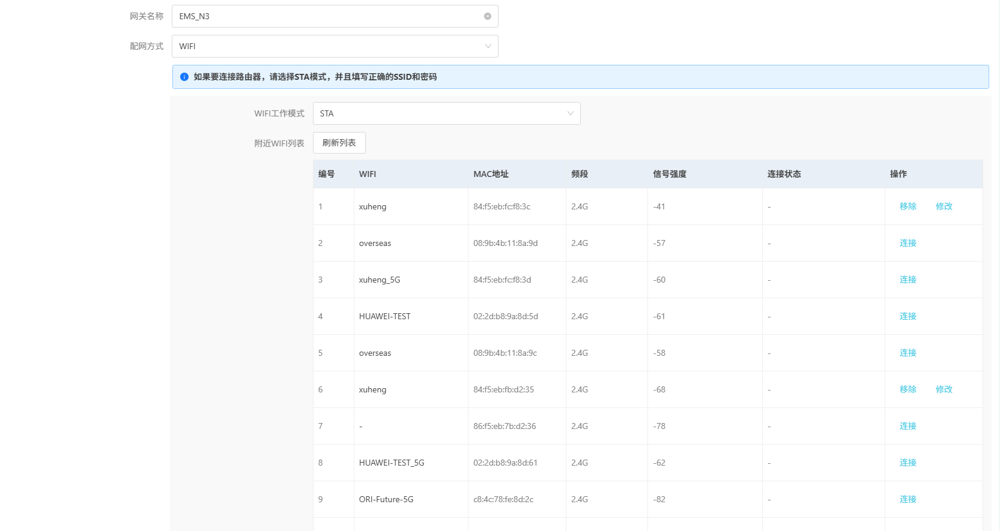 网关名称 EMS_N3
配网方式 WIFI
如果要连接路由器，请选择STA模式，并且填写正确的SSID和密码
WIFI工作模式 STA
附近WIFI列表 刷新列表
编号 WIFI MAC地址 频段 信号强度 连接状态 操作
1 xuheng 84:f5:eb:fc:f8:3c 2.4G -41 - 移除 修改
2 overseas 08:9b:4b:11:8a:9d 2.4G -57 - 连接
3 xuheng_5G 84:f5:eb:fc:f8:3d 2.4G -60 - 连接
4 HUAWEI-TEST 02:2d:b8:9a:8d:5d 2.4G -61 - 连接
5 overseas 08:9b:4b:11:8a:9c 2.4G -58 - 连接
6 xuheng 84:f5:eb:fb:d2:35 2.4G -68 - 移除 修改
7 - 86:f5:eb:7b:d2:36 2.4G -78 - 连接
8 HUAWEI-TEST_5G 02:2d:b8:9a:8d:61 2.4G -62 - 连接
9 ORI-Future-5G c8:4c:78:fe:8d:2c 2.4G -82 - 连接